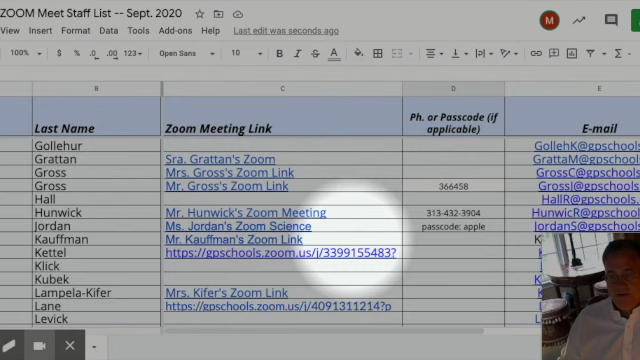 ZOOM Meet Staff List -- Sept. 2020
M
Insert Format Data Tools Add-ons Help Last edit was seconds ago
100% $ % .0 .00 123 Open Sans 10 B I S A
B C D E
Last Name Zoom Meeting Link Ph. or Passcode (if applicable) E-mail
Gollehur GollehK@gpschools
Grattan Sra. Grattan's Zoom GrattaM@gpschools
Gross Mrs. Gross's Zoom Link GrossC@gpschools.
Gross Mr. Gross's Zoom Link 366458 GrossJ@gpschools.
Hall HallR@gpschools.
Hunwick Mr. Hunwick's Zoom Meeting 313-432-3904 HunwicR@gpschools
Jordan Ms. Jordan's Zoom Science passcode: apple JordanS@gpschools
Kauffman Mr. Kauffman's Zoom Link
Kettel https://gpschools.zoom.us/j/3399155483?
Klick
Kubek
Lampela-Kifer Mrs. Kifer's Zoom Link
Lane https://gpschools.zoom.us/j/4091311214?p
Levick